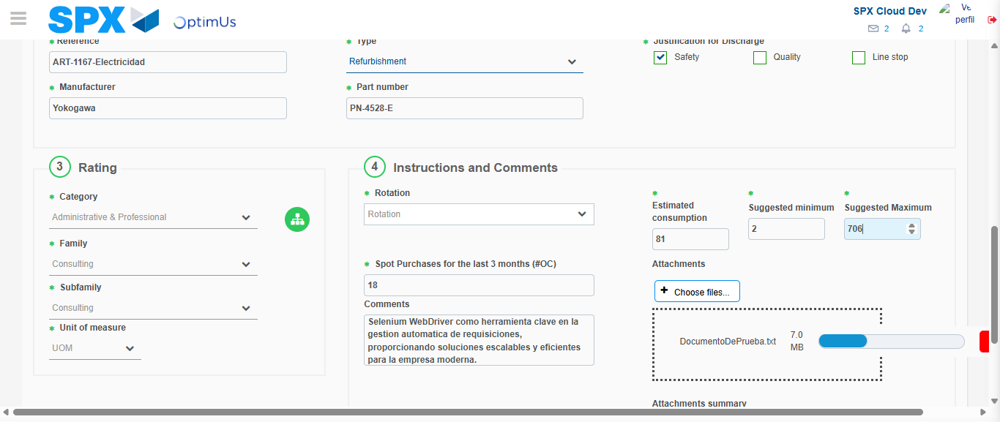 SPX
OptimUs
SPX Cloud Dev
Ve
perfil
2
2
* Reference
* Type
* Justification for Discharge
ART-1167-Electricidad
Refurbishment
Safety
Quality
Line stop
* Manufacturer
* Part number
Yokogawa
PN-4528-E
3 Rating
4 Instructions and Comments
* Category
Administrative & Professional
* Family
Consulting
* Subfamily
Consulting
* Unit of measure
UOM
* Rotation
Rotation
* Spot Purchases for the last 3 months (#OC)
18
Comments
Selenium WebDriver como herramienta clave en la
gestion automatica de requisiciones,
proporcionando soluciones escalables y eficientes
para la empresa moderna.
*
Estimated
consumption
81
*
Suggested minimum
2
*
Suggested Maximum
706
Attachments
+ Choose files...
DocumentoDePrueba.txt
7.0
MB
Attachments summary